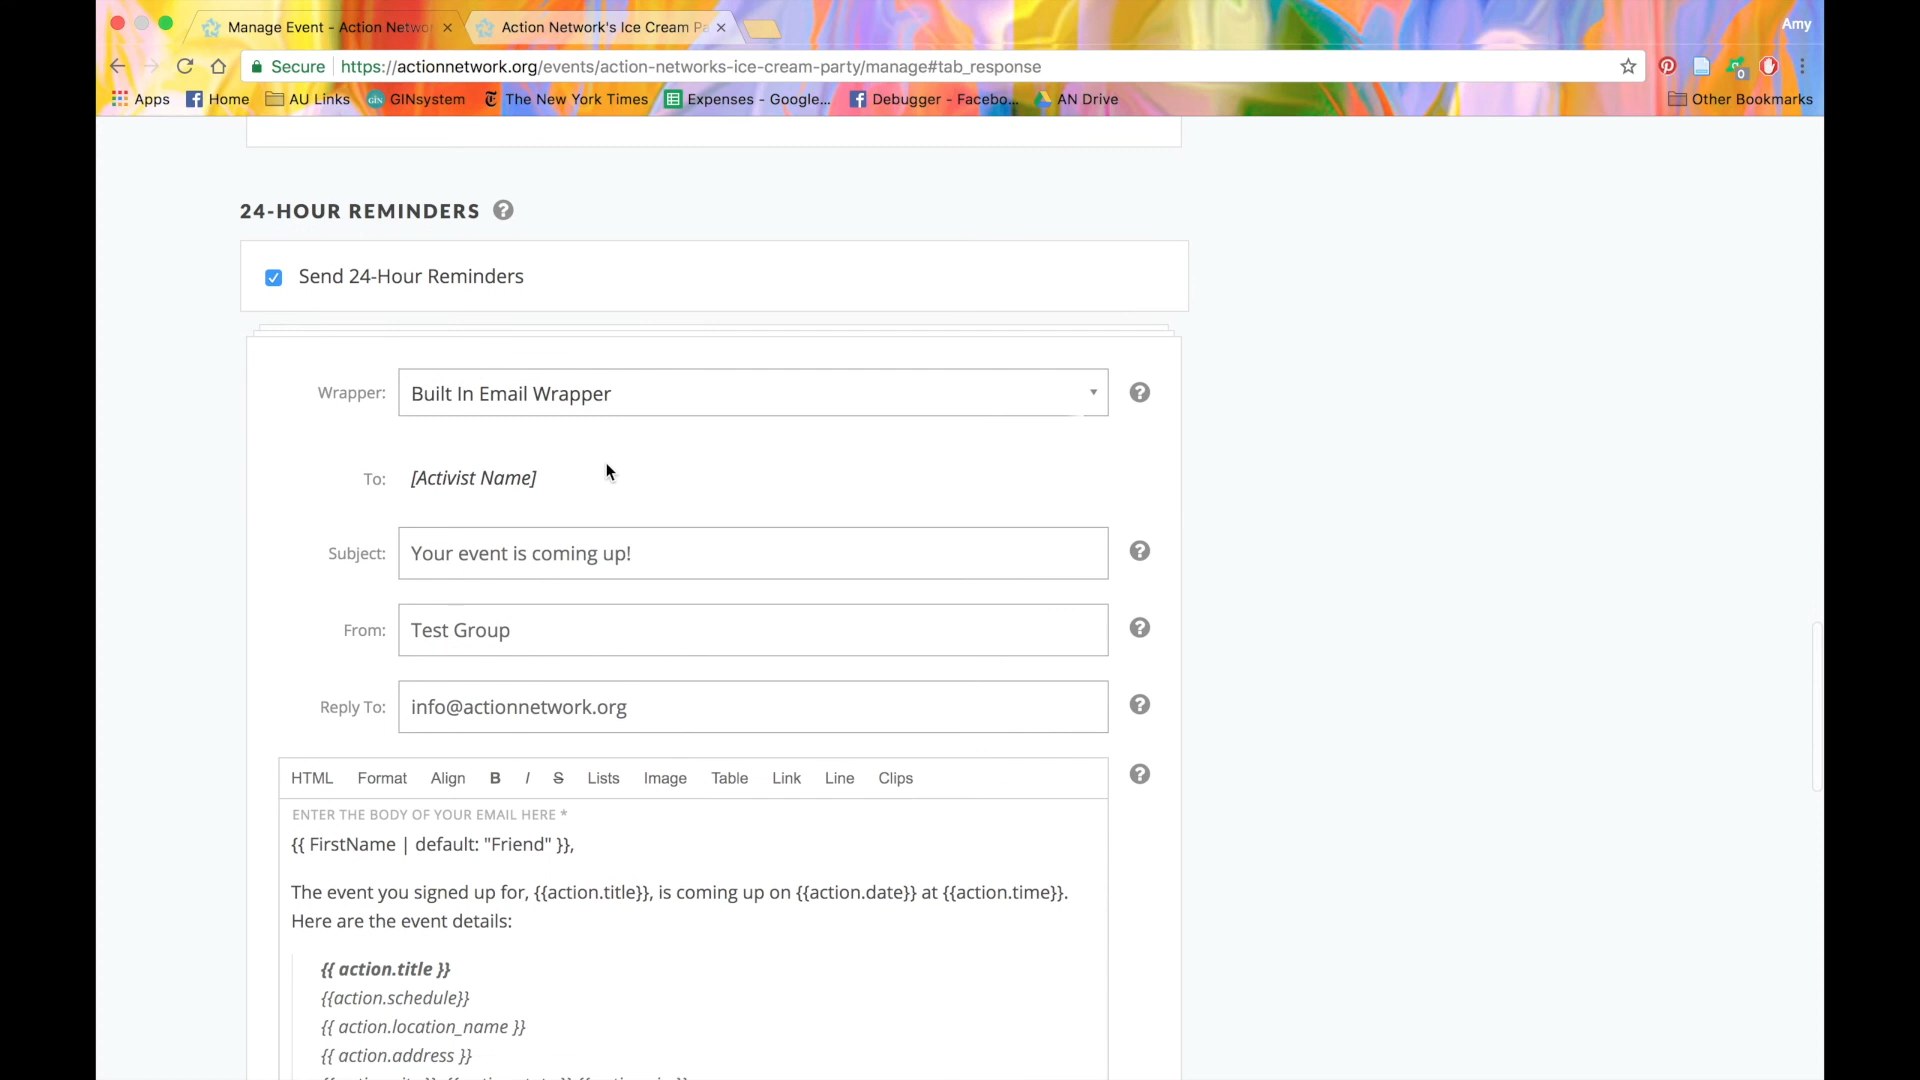 Manage Event - Action Networ
Action Network's Ice Cream Pa
Amy
Secure https://actionnetwork.org/events/action-networks-ice-cream-party/manage#tab_response
Apps Home AU Links GIN GINsystem The New York Times Expenses - Google... Debugger - Facebo... AN Drive Other Bookmarks
24-HOUR REMINDERS ?
Send 24-Hour Reminders
Wrapper: Built In Email Wrapper ?
To: [Activist Name]
Subject: Your event is coming up! ?
From: Test Group ?
Reply To: info@actionnetwork.org ?
HTML Format Align B I S Lists Image Table Link Line Clips ?
ENTER THE BODY OF YOUR EMAIL HERE *
{{ FirstName | default: "Friend" }},
The event you signed up for, {{action.title}}, is coming up on {{action.date}} at {{action.time}}.
Here are the event details:
{{ action.title }}
{{action.schedule}}
{{ action.location_name }}
{{ action.address }}